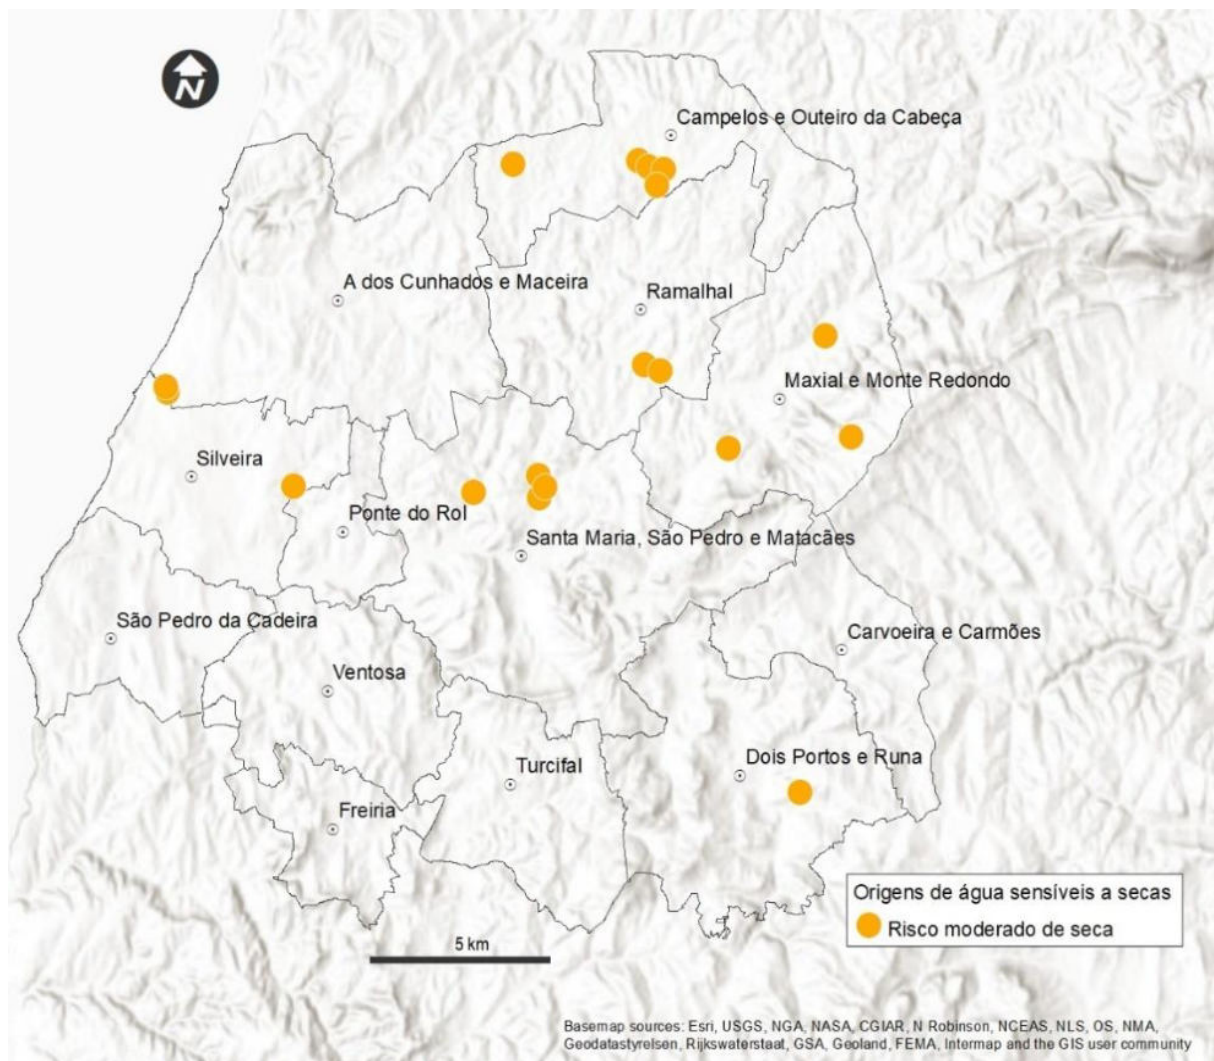 N
Campelos e Outeiro da Cabeça
A dos Cunhados e Maceira
Ramalhal
Maxial e Monte Redondo
Silveira
Ponte do Rol
Santa Maria, São Pedro e Matacães
São Pedro da Cadeira
Carvoeira e Carmões
Ventosa
Dois Portos e Runa
Turcifal
Freiria
Origens de água sensíveis a secas
Risco moderado de seca
5 km
Basemap sources: Esri, USGS, NGA, NASA, CGIAR, N Robinson, NCEAS, NLS, OS, NMA,
Geodatastyrelsen, Rijkswaterstaat, GSA, Geoland, FEMA, Intermap and the GIS user community